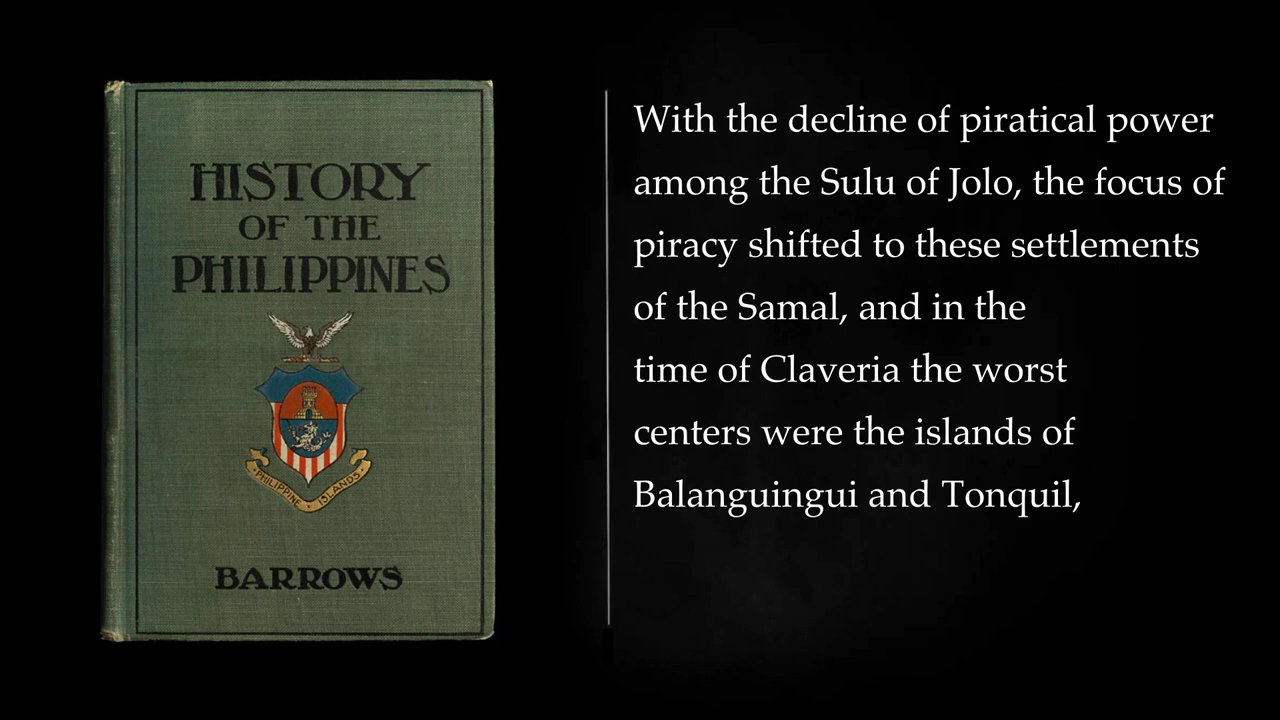 HISTORY
OF THE
PHILIPPINES
PHILIPPINE ISLANDS
BARROWS
With the decline of piratical power
among the Sulu of Jolo, the focus of
piracy shifted to these settlements
of the Samal, and in the
time of Claveria the worst
centers were the islands of
Balanguingui and Tonquil,